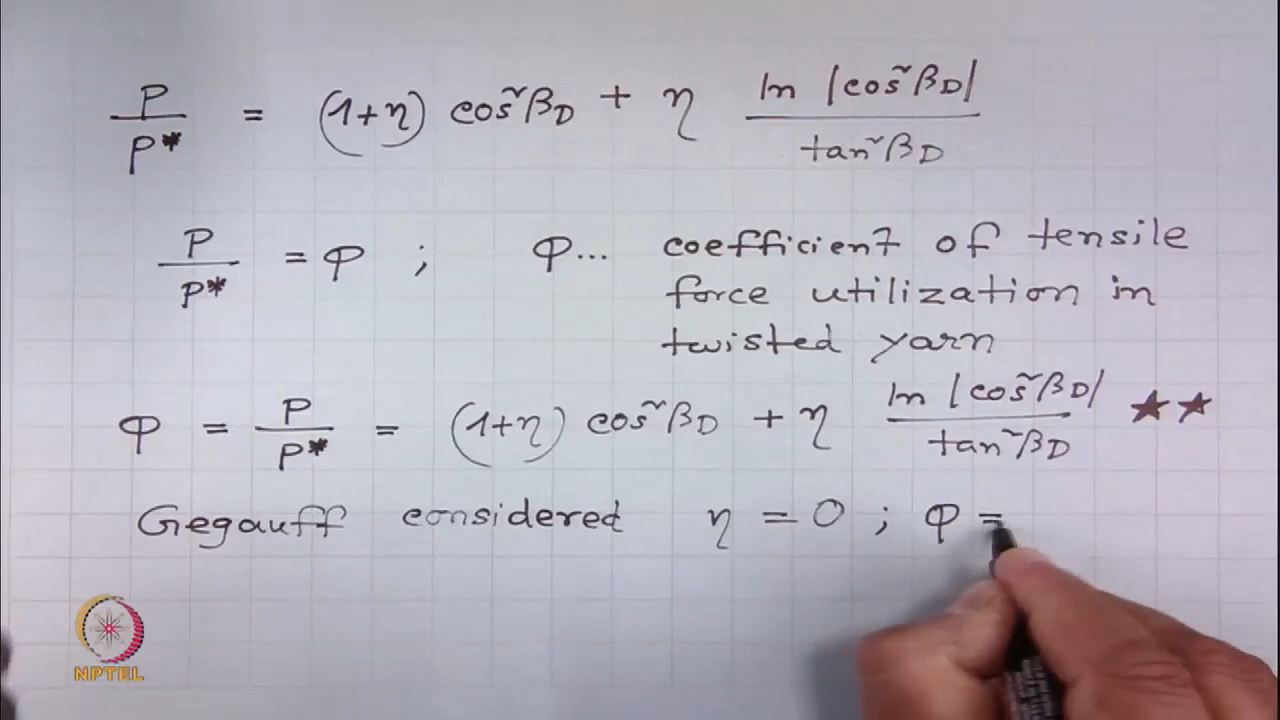 P/P* = (1+η) cos²β_D + η ln |cos²β_D| / tan²β_D
P/P* = φ ; φ... coefficient of tensile
force utilization in
twisted yarn
φ = P/P* = (1+η) cos²β_D + η ln |cos²β_D| / tan²β_D ★★
Gegauff considered η = 0 ; φ =
NPTEL